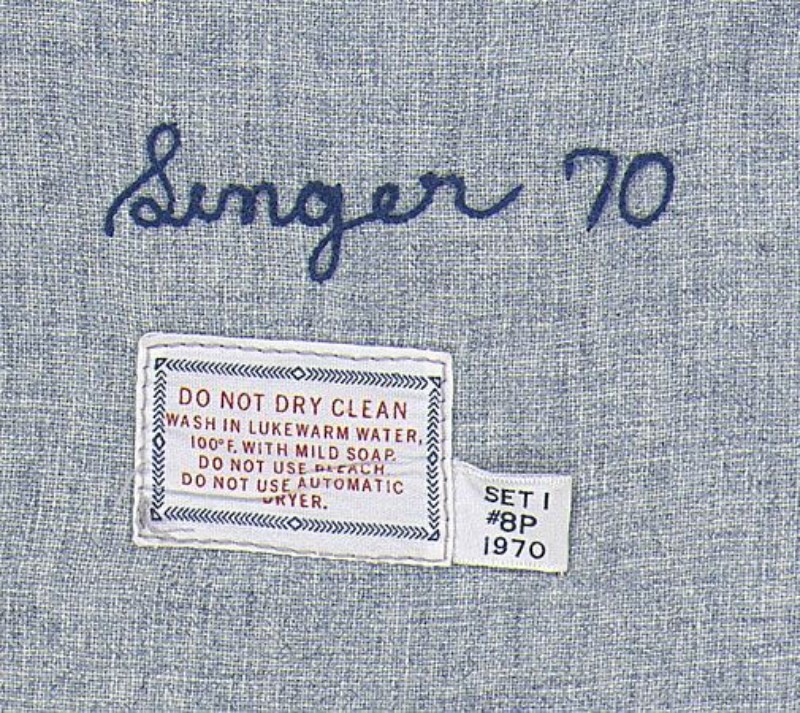 Singer 70
DO NOT DRY CLEAN
WASH IN LUKEWARM WATER,
100°F. WITH MILD SOAP.
DO NOT USE BLEACH
DO NOT USE AUTOMATIC
DRYER.
SET 1
#8P
1970